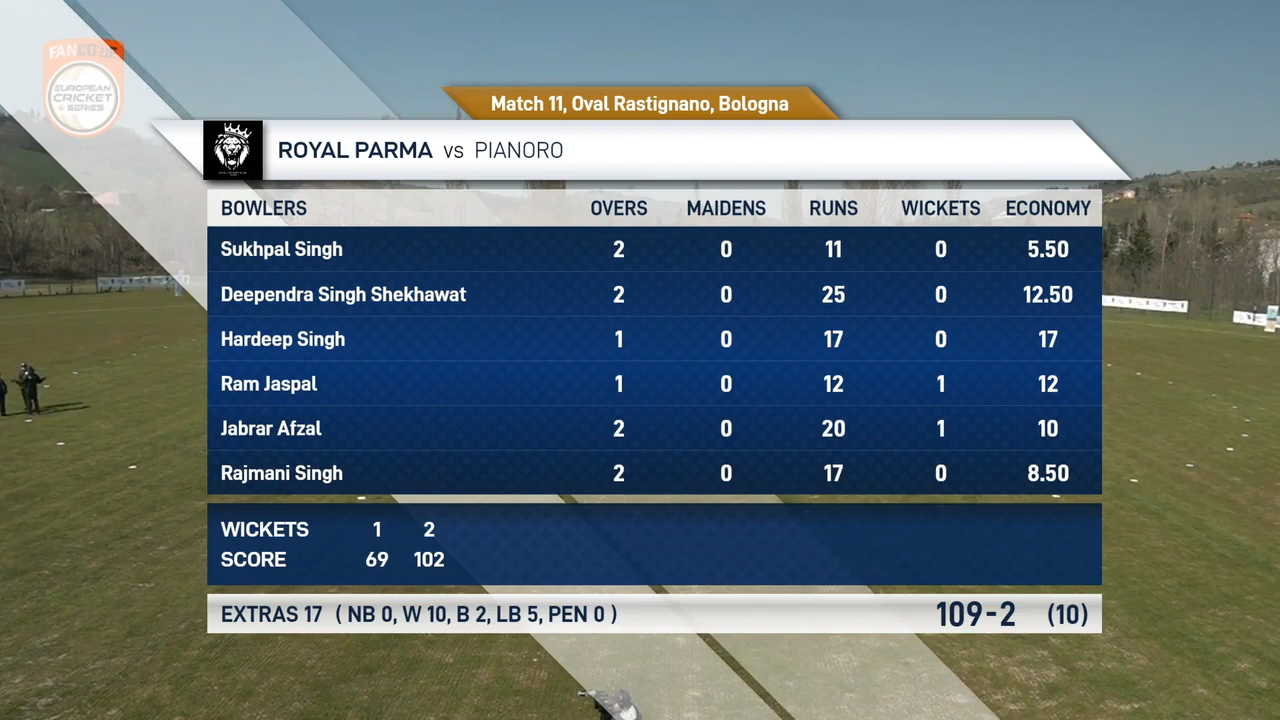 FANCODE
EUROPEAN
CRICKET
SERIES
Match 11, Oval Rastignano, Bologna
ROYAL PARMA vs PIANORO
BOWLERS OVERS MAIDENS RUNS WICKETS ECONOMY
Sukhpal Singh 2 0 11 0 5.50
Deependra Singh Shekhawat 2 0 25 0 12.50
Hardeep Singh 1 0 17 0 17
Ram Jaspal 1 0 12 1 12
Jabrar Afzal 2 0 20 1 10
Rajmani Singh 2 0 17 0 8.50
WICKETS 1 2
SCORE 69 102
EXTRAS 17 ( NB 0, W 10, B 2, LB 5, PEN 0 ) 109-2 (10)